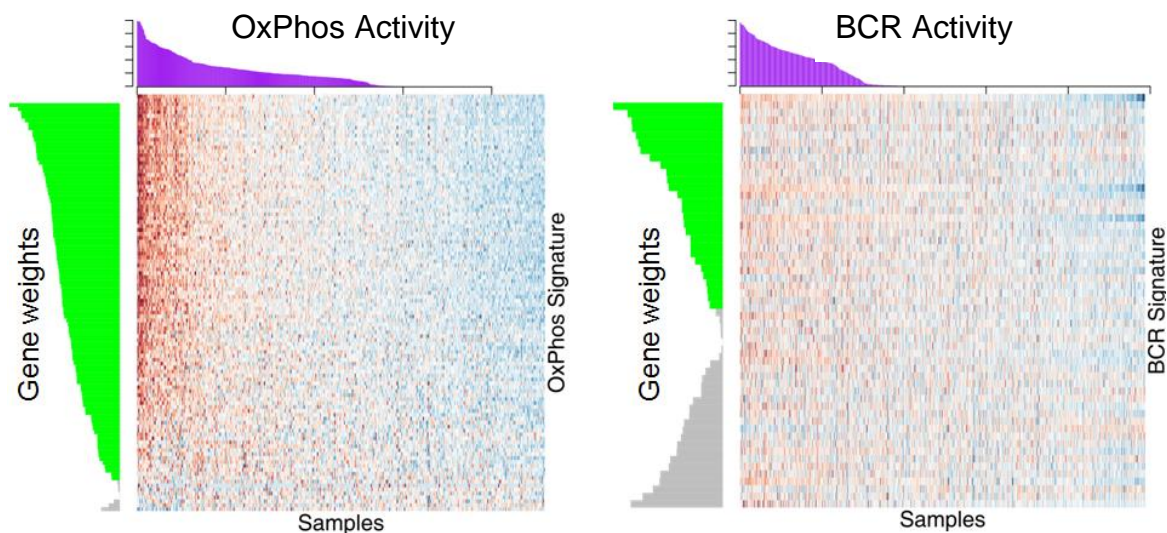 OxPhos Activity
BCR Activity
Gene weights
OxPhos Signature
Samples
Gene weights
BCR Signature
Samples